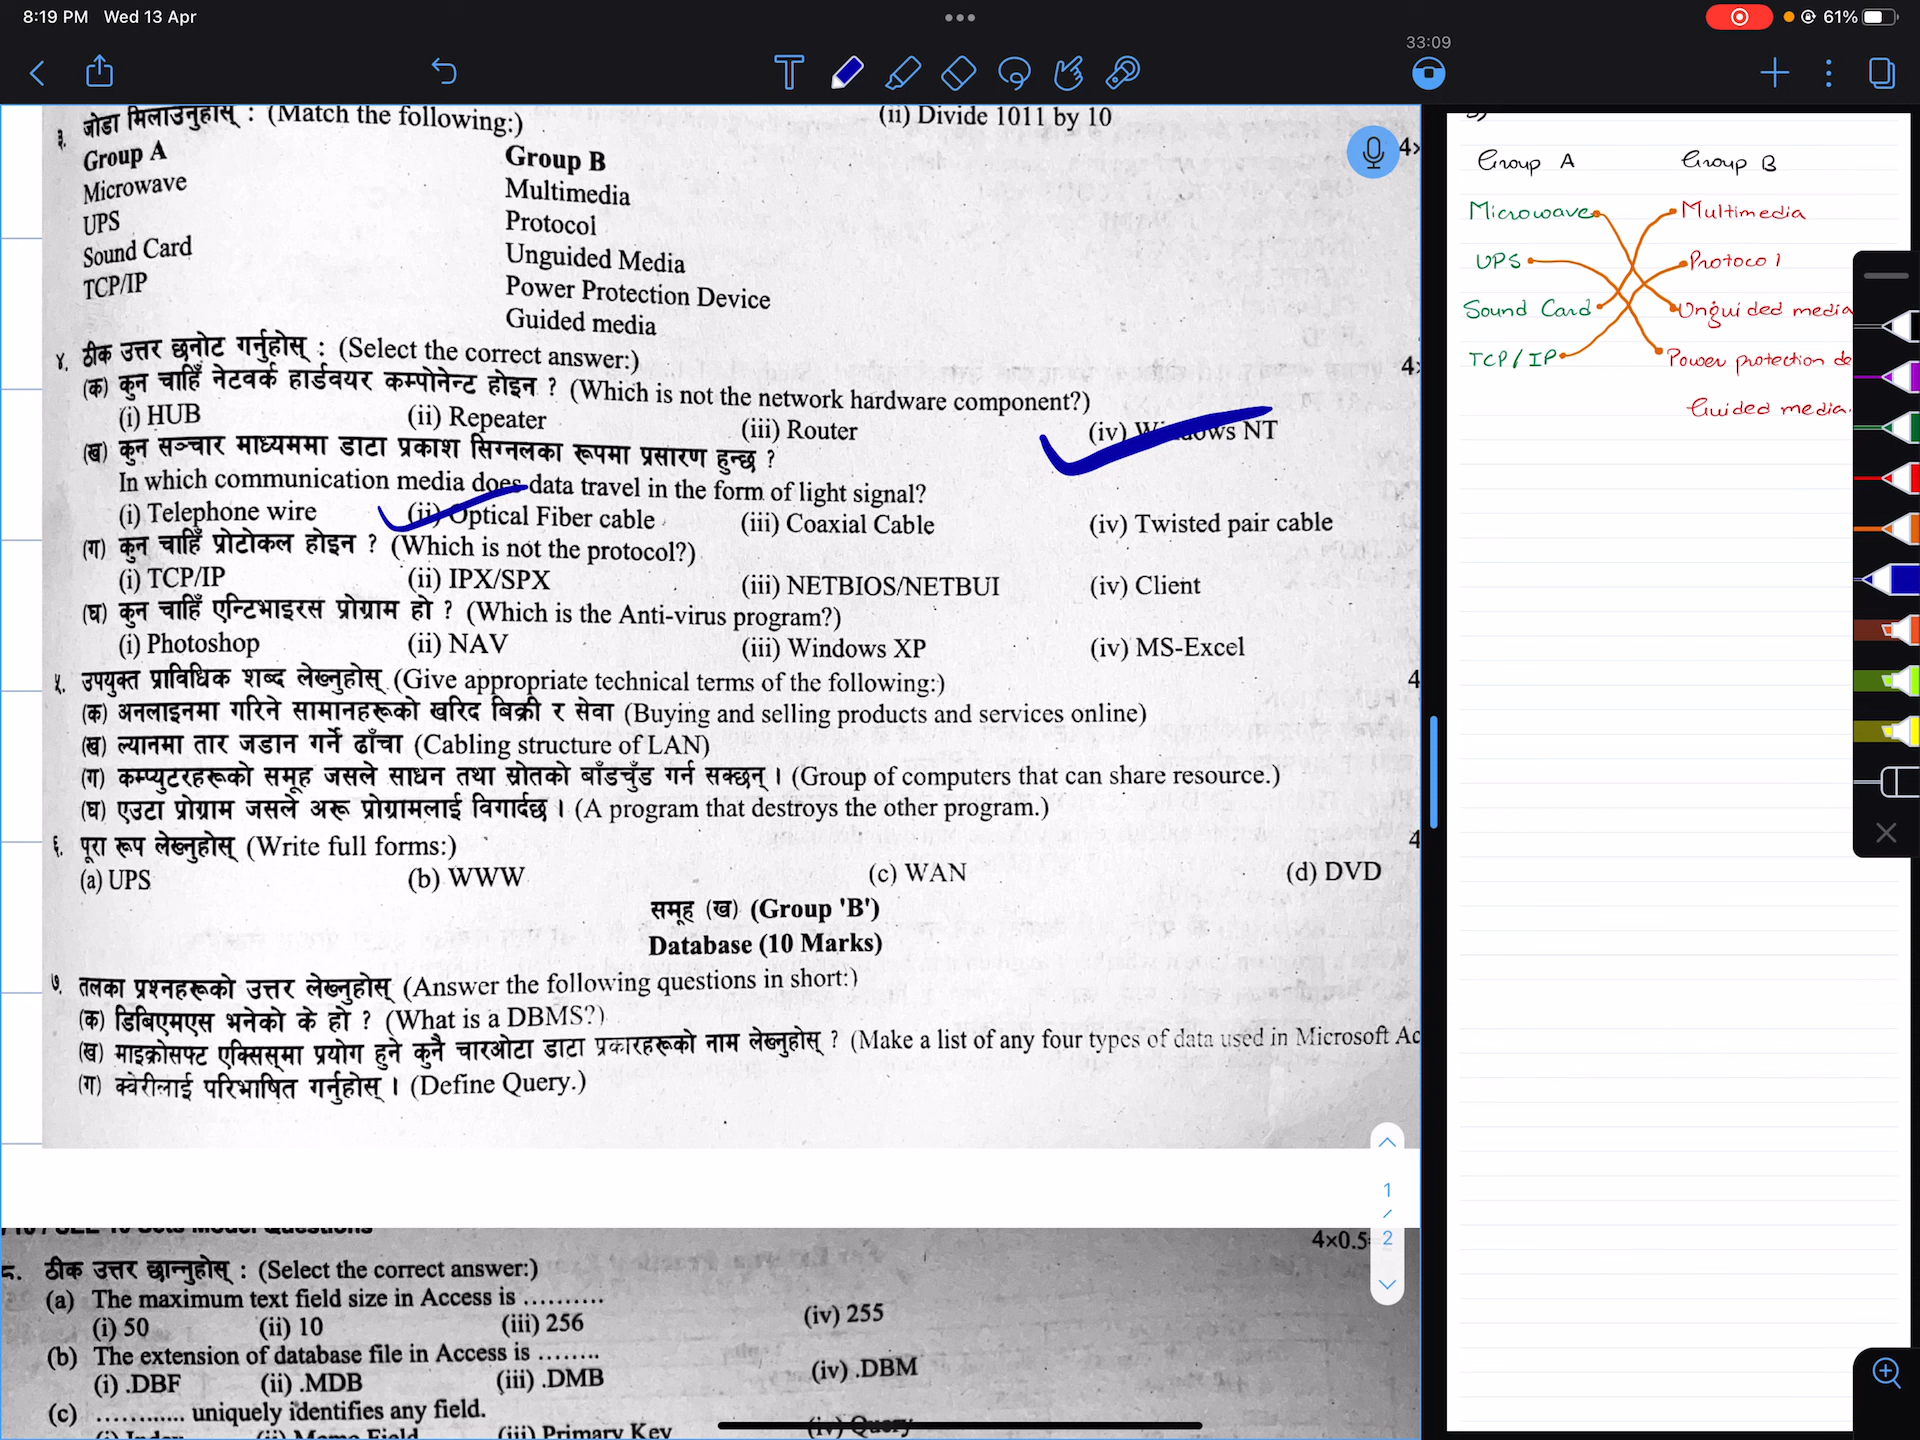 8:19 PM Wed 13 Apr
61%
33:09
३. जोडा मिलाउनुहोस् : (Match the following:)
(ii) Divide 1011 by 10
4×
Group A
Group B
Microwave
Multimedia
UPS
Protocol
Sound Card
Unguided Media
TCP/IP
Power Protection Device
Guided media
४. ठीक उत्तर छनोट गर्नुहोस् : (Select the correct answer:)
4×
(क) कुन चाहिँ नेटवर्क हार्डवयर कम्पोनेन्ट होइन ? (Which is not the network hardware component?)
(i) HUB (ii) Repeater (iii) Router (iv) Windows NT
(ख) कुन सञ्चार माध्यममा डाटा प्रकाश सिग्नलका रूपमा प्रसारण हुन्छ ?
In which communication media does data travel in the form of light signal?
(i) Telephone wire (ii) Optical Fiber cable (iii) Coaxial Cable (iv) Twisted pair cable
(ग) कुन चाहिँ प्रोटोकल होइन ? (Which is not the protocol?)
(i) TCP/IP (ii) IPX/SPX (iii) NETBIOS/NETBUI (iv) Client
(घ) कुन चाहिँ एन्टिभाइरस प्रोग्राम हो ? (Which is the Anti-virus program?)
(i) Photoshop (ii) NAV (iii) Windows XP (iv) MS-Excel
५. उपयुक्त प्राविधिक शब्द लेख्नुहोस् (Give appropriate technical terms of the following:)
4
(क) अनलाइनमा गरिने सामानहरूको खरिद बिक्री र सेवा (Buying and selling products and services online)
(ख) ल्यानमा तार जडान गर्ने ढाँचा (Cabling structure of LAN)
(ग) कम्प्युटरहरूको समूह जसले साधन तथा स्रोतको बाँडचुँड गर्न सक्छन् । (Group of computers that can share resource.)
(घ) एउटा प्रोग्राम जसले अरू प्रोग्रामलाई विगार्दछ । (A program that destroys the other program.)
६. पूरा रूप लेख्नुहोस् (Write full forms:)
4
(a) UPS (b) WWW (c) WAN (d) DVD
समूह (ख) (Group 'B')
Database (10 Marks)
७. तलका प्रश्नहरूको उत्तर लेख्नुहोस् (Answer the following questions in short:)
(क) डिबिएमएस भनेको के हो ? (What is a DBMS?)
(ख) माइक्रोसफ्ट एक्सिस्मा प्रयोग हुने कुनै चारओटा डाटा प्रकारहरूको नाम लेख्नुहोस् ? (Make a list of any four types of data used in Microsoft Ac
(ग) क्वेरीलाई परिभाषित गर्नुहोस् । (Define Query.)
1
/
2
4×0.5=
८. ठीक उत्तर छान्नुहोस् : (Select the correct answer:)
(a) The maximum text field size in Access is ..........
(i) 50 (ii) 10 (iii) 256 (iv) 255
(b) The extension of database file in Access is ........
(i) .DBF (ii) .MDB (iii) .DMB (iv) .DBM
(c) ............ uniquely identifies any field.
(iii) Primary Key (iv) Query
Group A Group B
Microwave Multimedia
UPS Protocol
Sound Card Unguided media
TCP/IP Power protection de
Guided media.